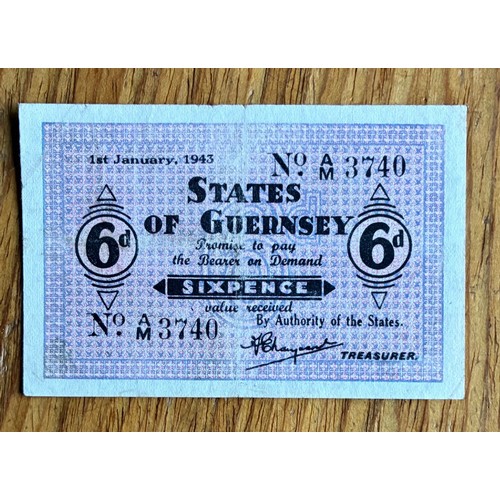 1st January, 1943
No. A/M 3740
STATES
OF GUERNSEY
6d
6d
Promise to pay
the Bearer on Demand
SIXPENCE
value received
No. A/M 3740
By Authority of the States.
TREASURER.